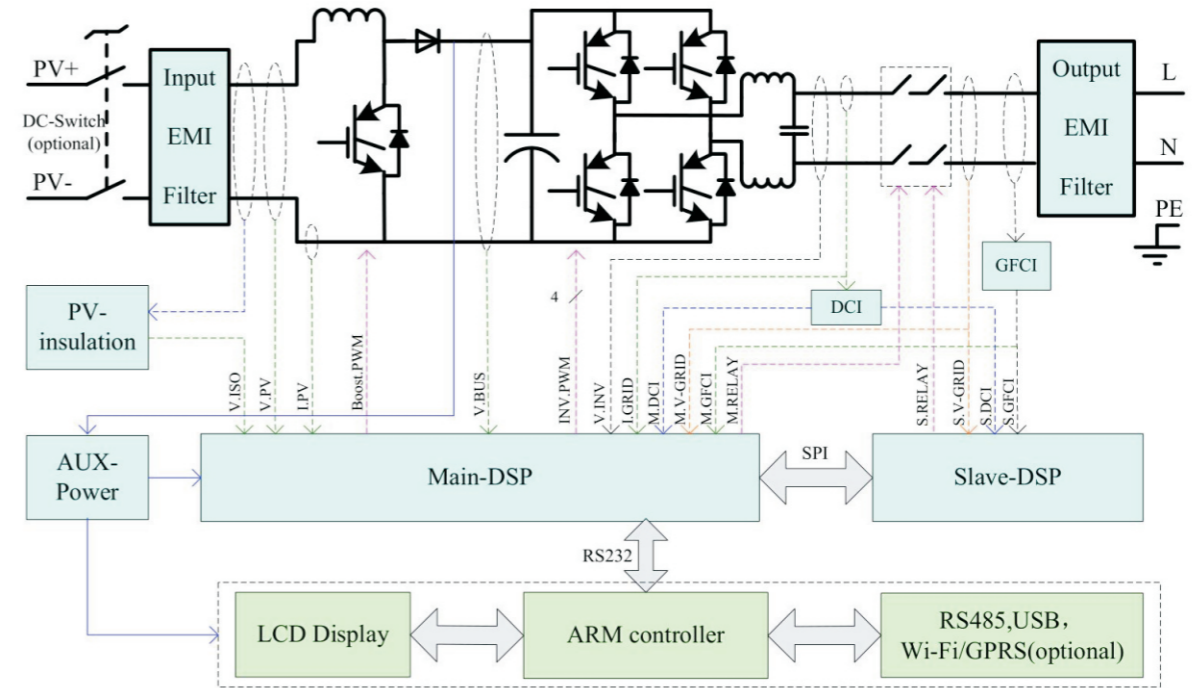 PV+
DC-Switch
(optional)
PV-
Input
EMI
Filter
Output
EMI
Filter
L
N
PE
GFCI
DCI
PV-
insulation
4
V.ISO
V.PV
I.PV
Boost.PWM
V.BUS
INV.PWM
V.INV
I.GRID
M.DCI
M.V-GRID
M.GFCI
M.RELAY
S.RELAY
S.V-GRID
S.DCI
S.GFCI
AUX-
Power
Main-DSP
SPI
Slave-DSP
RS232
LCD Display
ARM controller
RS485,USB，
Wi-Fi/GPRS(optional)